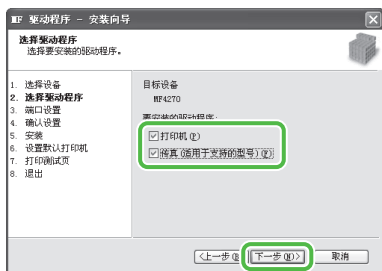 MF 驱动程序 - 安装向导
选择驱动程序
选择要安装的驱动程序。
1. 选择设备
2. 选择驱动程序
3. 端口设置
4. 确认设置
5. 安装
6. 设置默认打印机
7. 打印测试页
8. 退出
目标设备
MF4270
要安装的驱动程序:
打印机(P)
传真(适用于支持的型号)(F)
<上一步(B)
下一步(N)>
取消